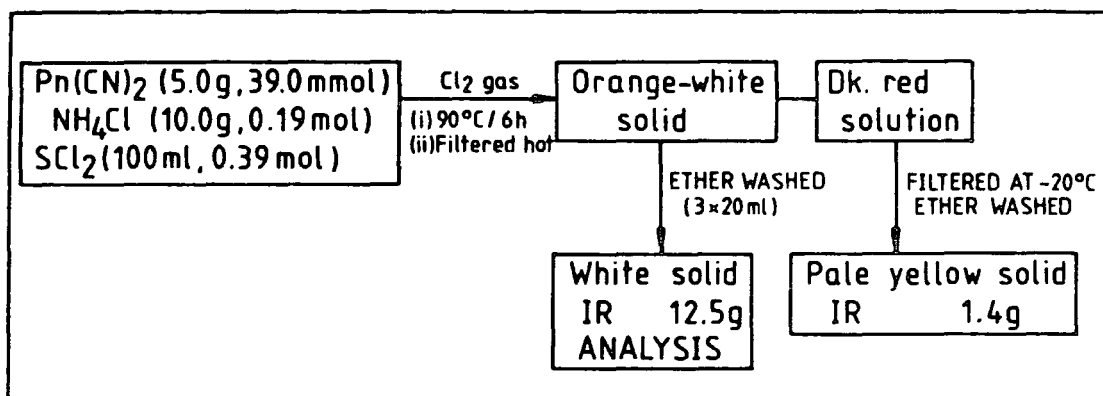 Pn(CN)2 (5.0g,39.0mmol)
NH4Cl (10.0g,0.19mol)
SCl2(100ml, 0.39mol)
Cl2 gas
(i) 90°C/ 6h
(ii)Filtered hot
Orange-white
solid
Dk. red
solution
ETHER WASHED
(3×20ml)
FILTERED AT -20°C
ETHER WASHED
White solid
IR 12.5g
ANALYSIS
Pale yellow solid
IR 1.4g